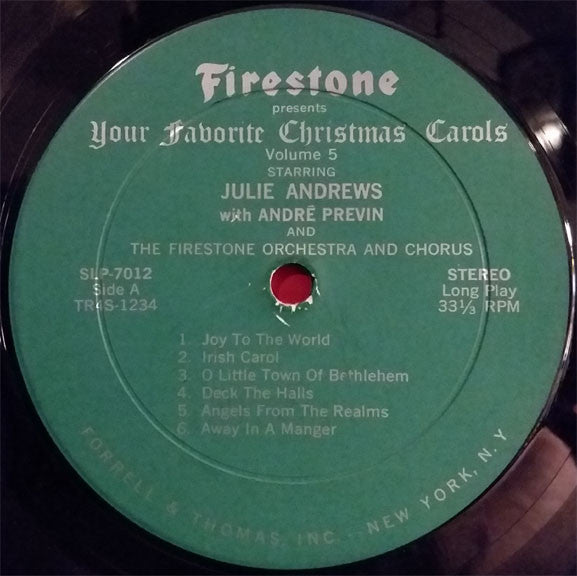 Firestone
presents
Your Favorite Christmas Carols
Volume 5
STARRING
JULIE ANDREWS
with ANDRÉ PREVIN
AND
THE FIRESTONE ORCHESTRA AND CHORUS
SLP-7012
Side A
TR4S-1234
STEREO
Long Play
33⅓ RPM
1. Joy To The World
2. Irish Carol
3. O Little Town Of Bethlehem
4. Deck The Halls
5. Angels From The Realms
6. Away In A Manger
FORRELL & THOMAS, INC. . . NEW YORK, N.Y